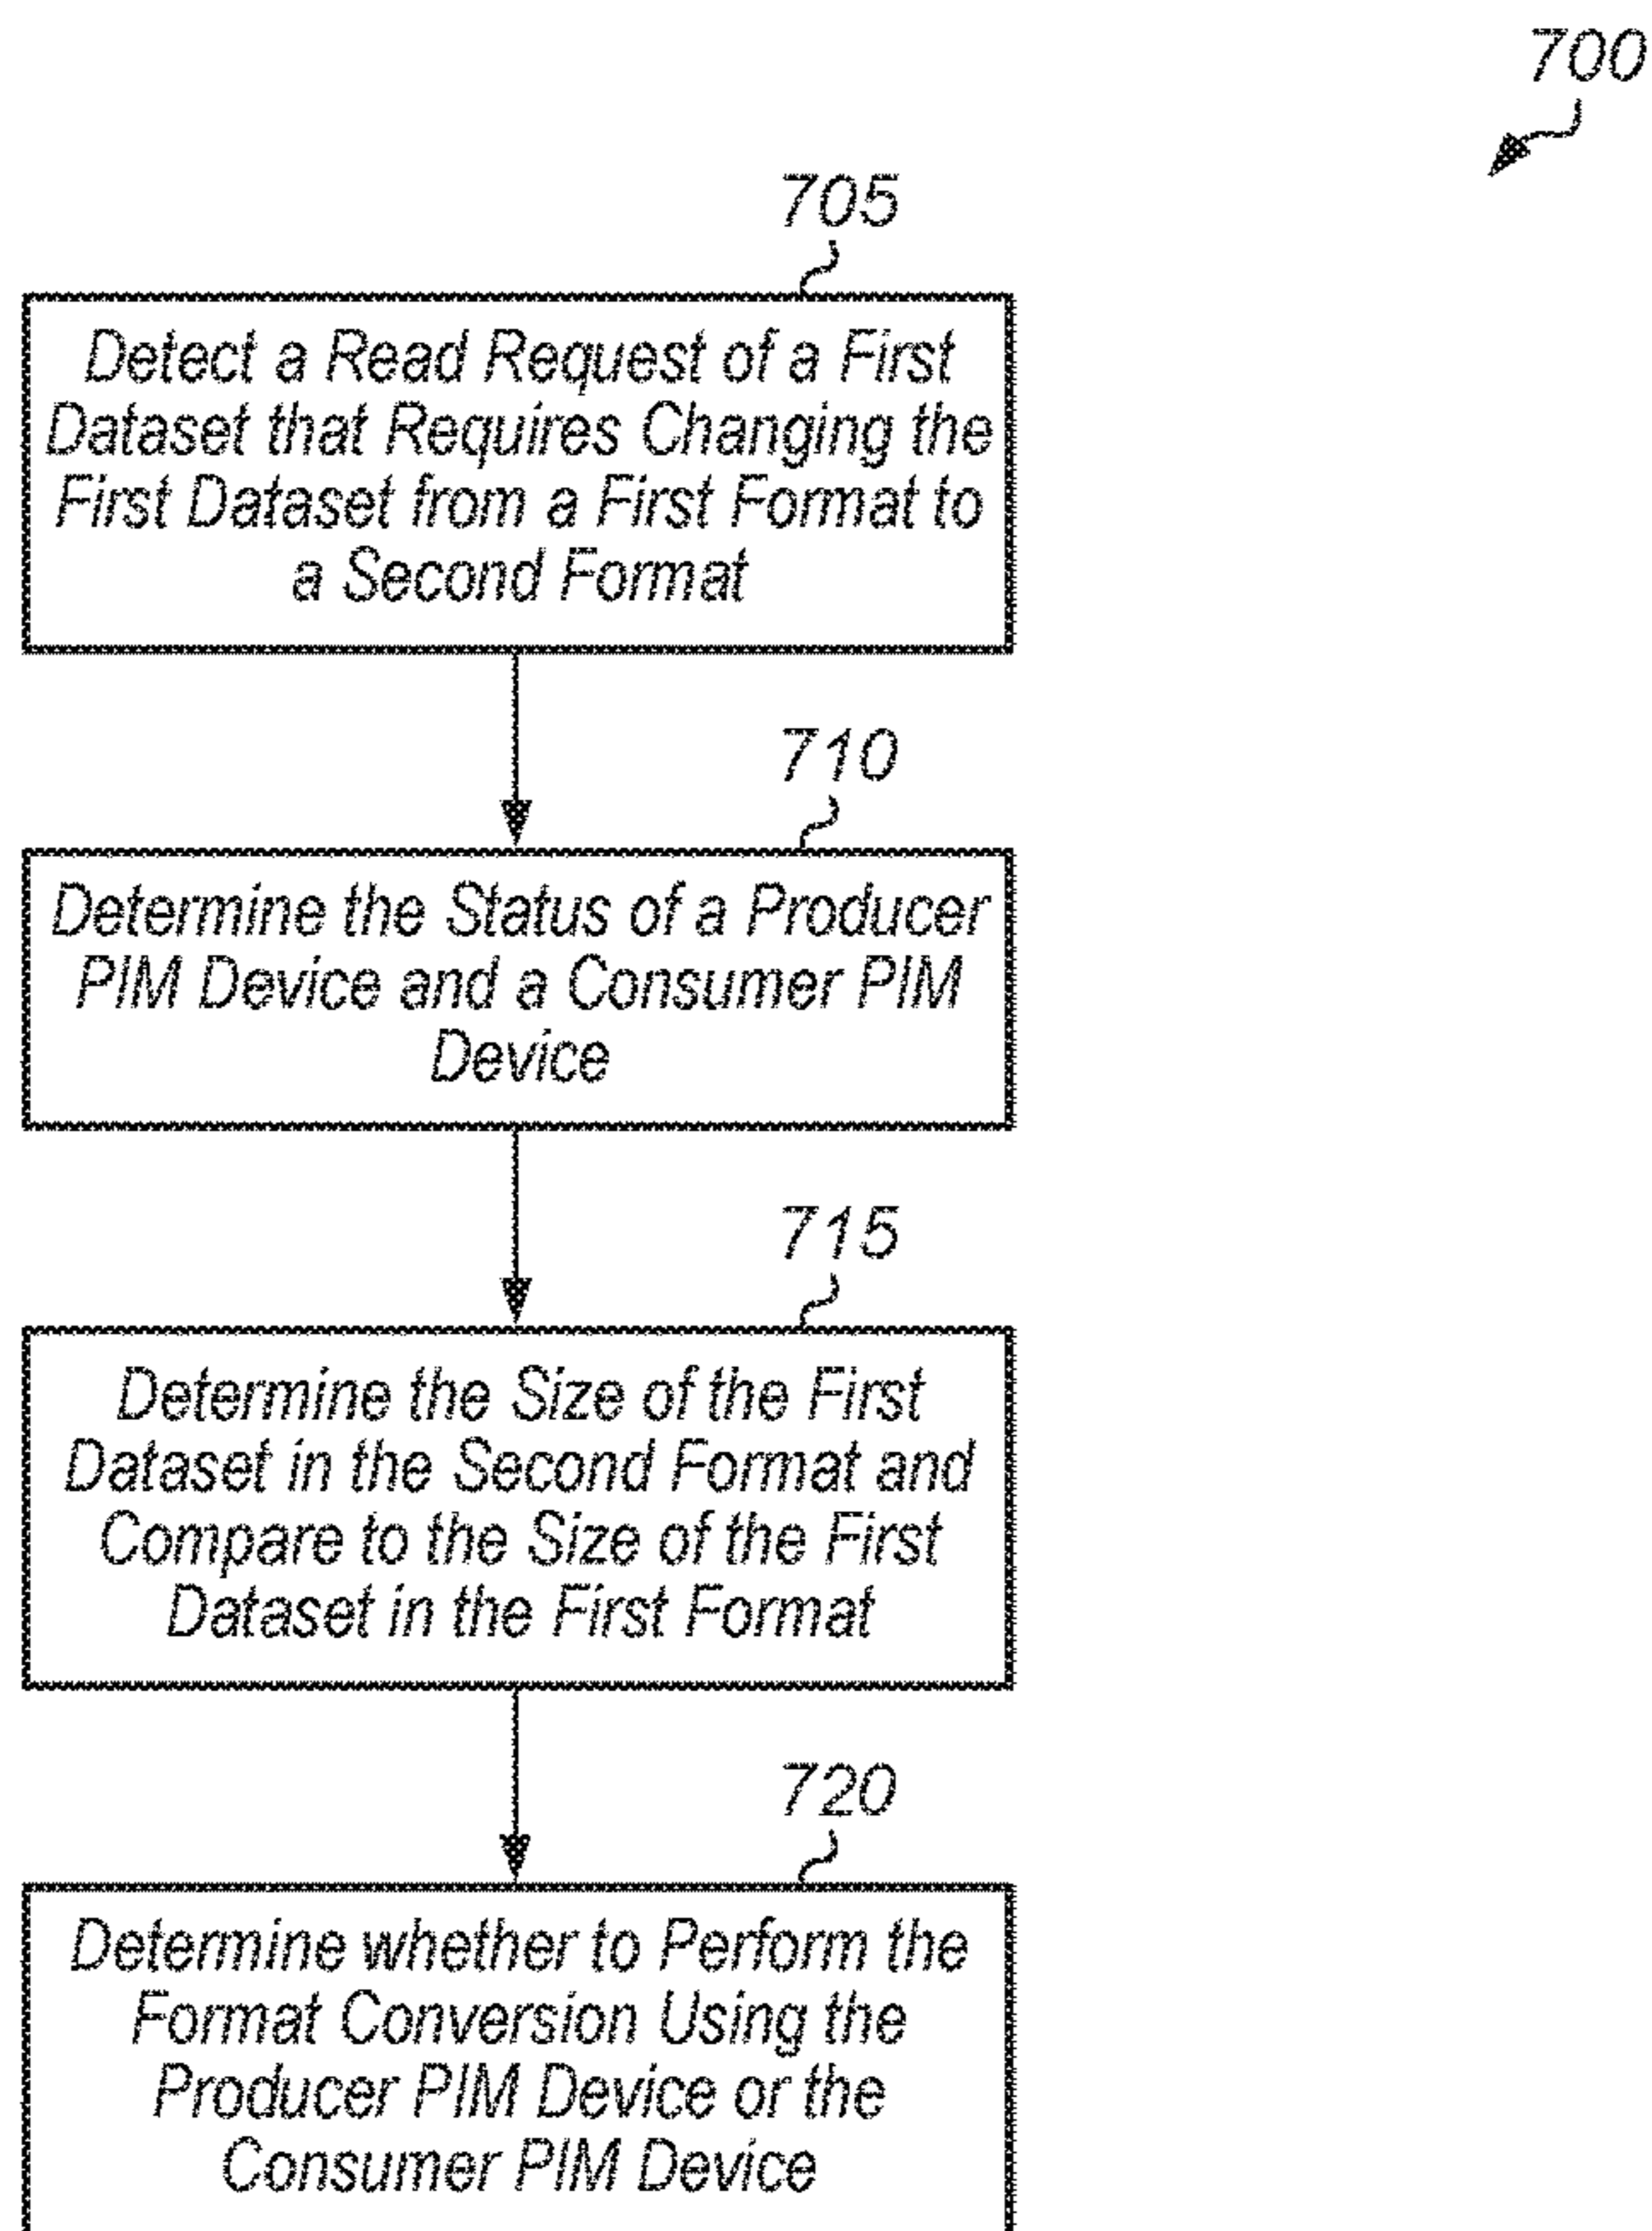 700
705
Detect a Read Request of a First
Dataset that Requires Changing the
First Dataset from a First Format to
a Second Format
710
Determine the Status of a Producer
PIM Device and a Consumer PIM
Device
715
Determine the Size of the First
Dataset in the Second Format and
Compare to the Size of the First
Dataset in the First Format
720
Determine whether to Perform the
Format Conversion Using the
Producer PIM Device or the
Consumer PIM Device